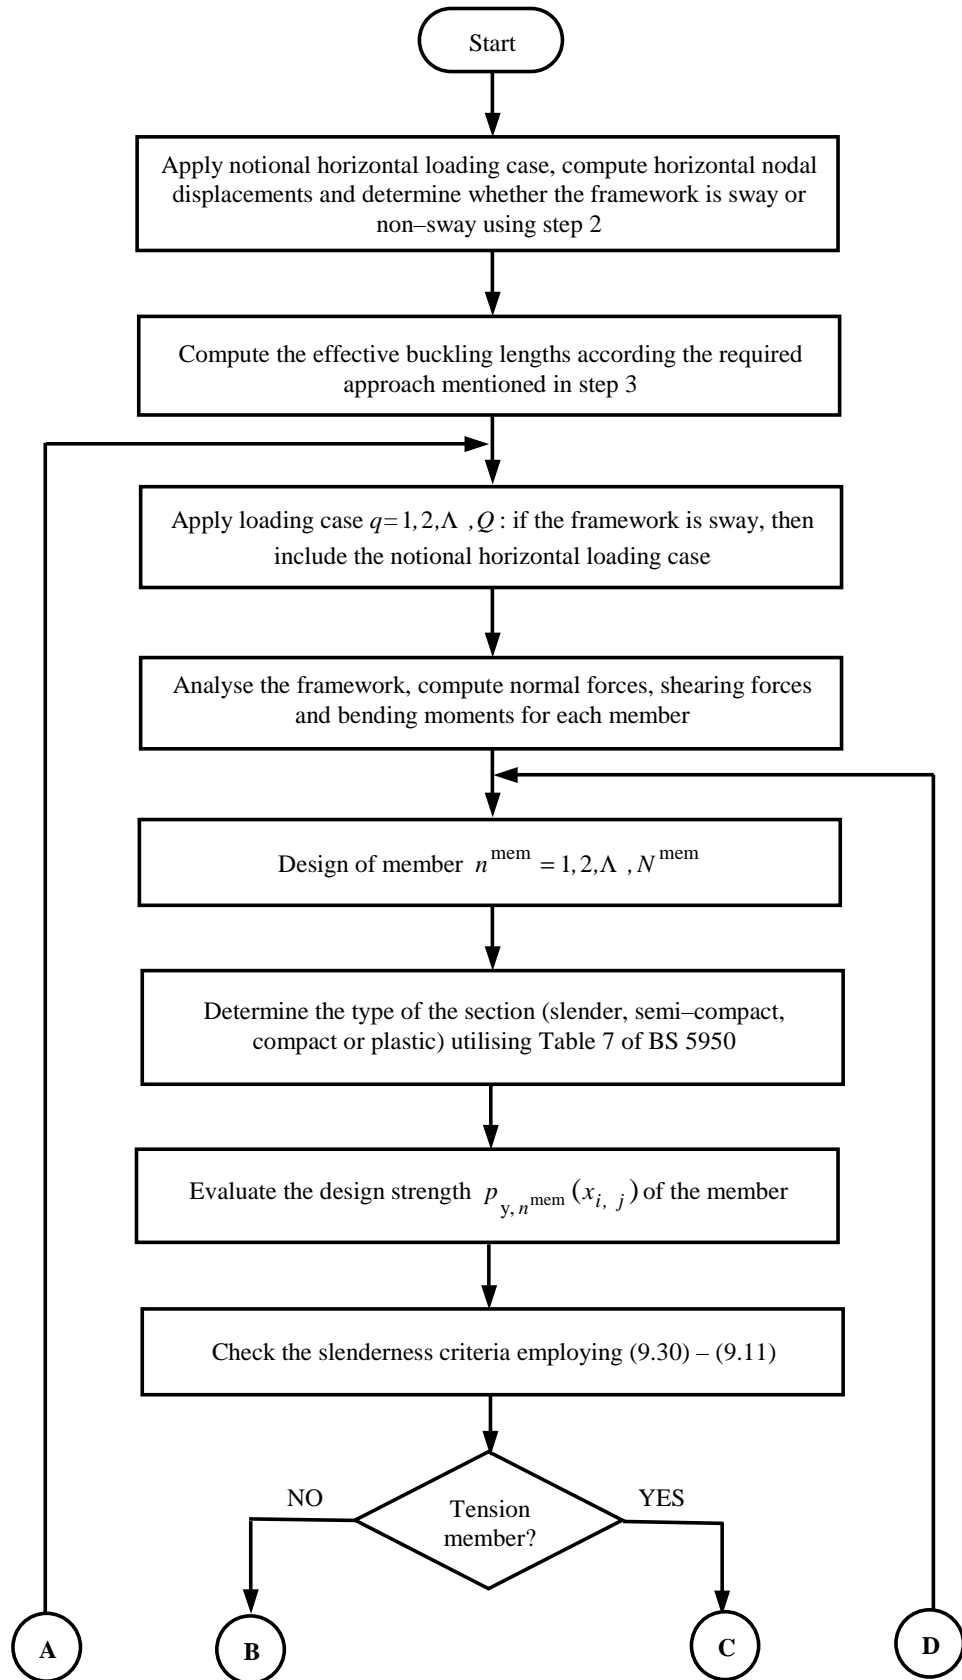 Start
Apply notional horizontal loading case, compute horizontal nodal
displacements and determine whether the framework is sway or
non–sway using step 2
Compute the effective buckling lengths according the required
approach mentioned in step 3
Apply loading case q = 1, 2, Λ , Q : if the framework is sway, then
include the notional horizontal loading case
Analyse the framework, compute normal forces, shearing forces
and bending moments for each member
Design of member n^mem = 1, 2, Λ , N^mem
Determine the type of the section (slender, semi–compact,
compact or plastic) utilising Table 7 of BS 5950
Evaluate the design strength p_y, n^mem (x_i, j) of the member
Check the slenderness criteria employing (9.30) – (9.11)
NO
YES
Tension
member?
A
B
C
D